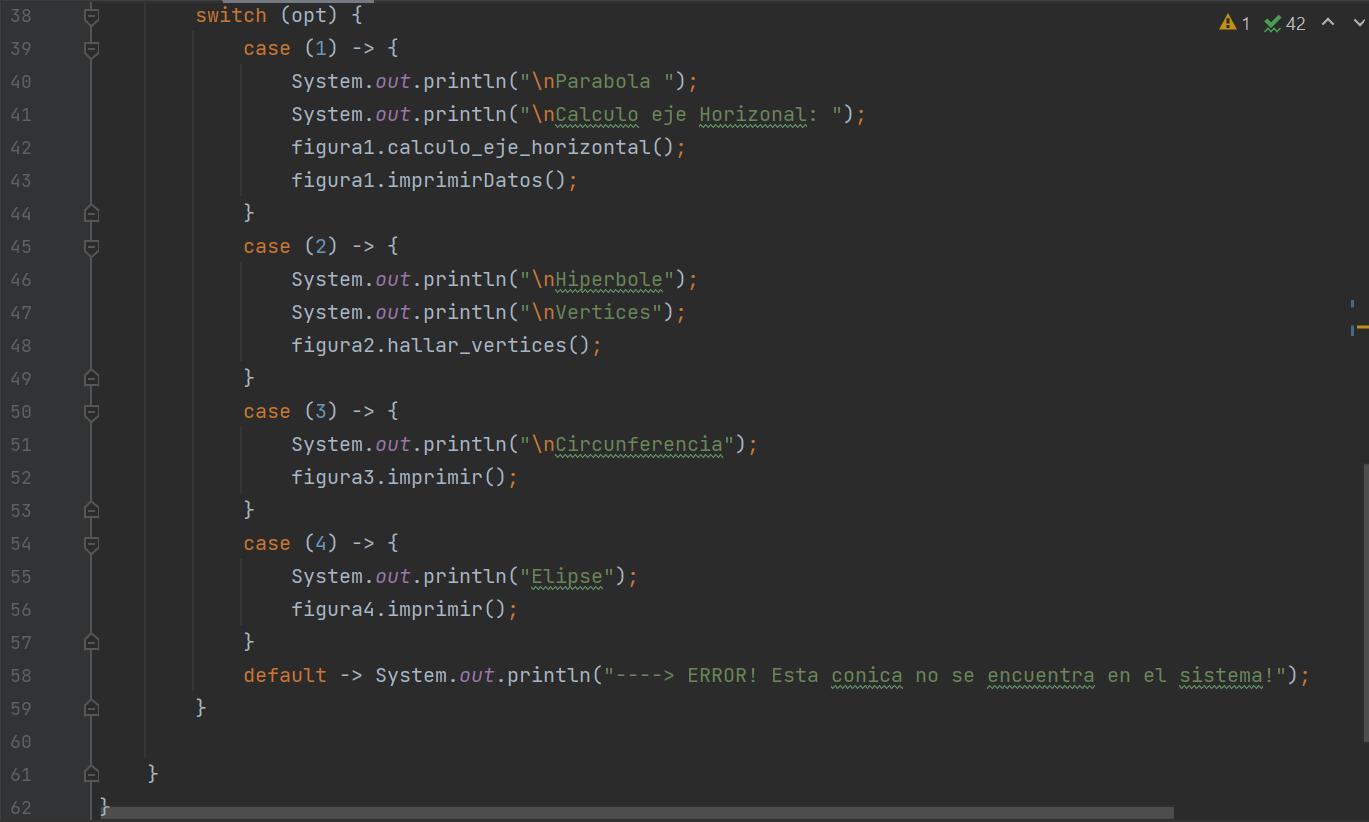 38 switch (opt) {
⚠ 1 ✓ 42
39 case (1) -> {
40 System.out.println("\nParabola ");
41 System.out.println("\nCalculo eje Horizonal: ");
42 figura1.calculo_eje_horizontal();
43 figura1.imprimirDatos();
44 }
45 case (2) -> {
46 System.out.println("\nHiperbole");
47 System.out.println("\nVertices");
48 figura2.hallar_vertices();
49 }
50 case (3) -> {
51 System.out.println("\nCircunferencia");
52 figura3.imprimir();
53 }
54 case (4) -> {
55 System.out.println("Elipse");
56 figura4.imprimir();
57 }
58 default -> System.out.println("----> ERROR! Esta conica no se encuentra en el sistema!");
59 }
60
61 }
62 }